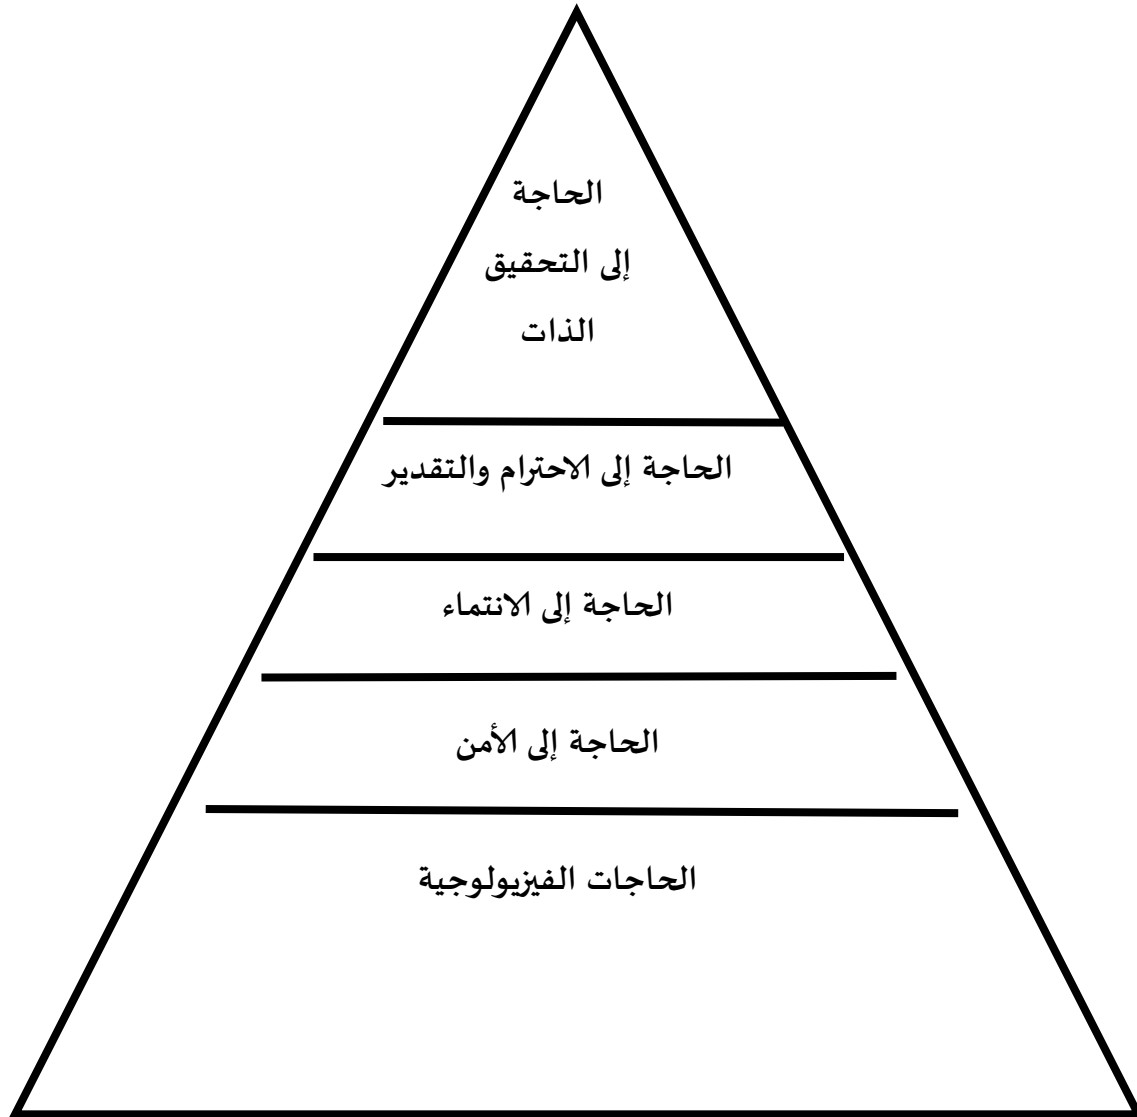 الحاجة
إلى التحقيق
الذات
الحاجة إلى الاحترام والتقدير
الحاجة إلى الانتماء
الحاجة إلى الأمن
الحاجات الفيزيولوجية